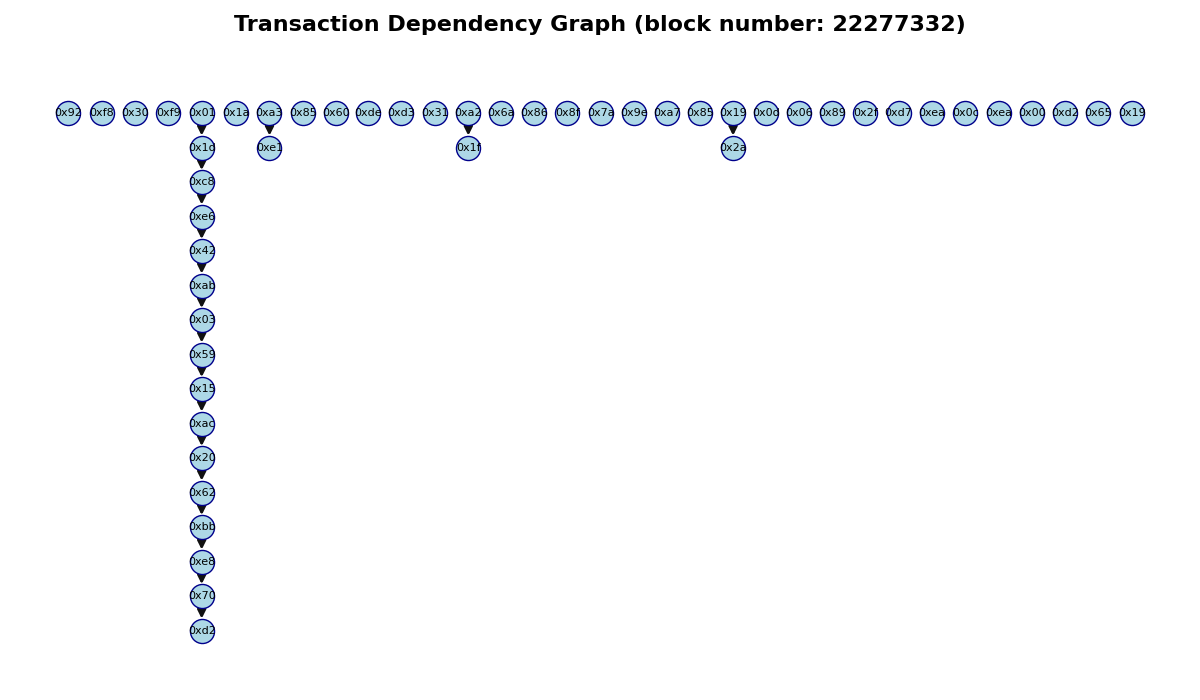 Transaction Dependency Graph (block number: 22277332)
0x92 0xf8 0x30 0xf9 0x01 0x1a 0xa3 0x85 0x60 0xde 0xd3 0x31 0xa2 0x6a 0x86 0x8f 0x7a 0x9e 0xa7 0x85 0x19 0x0d 0x06 0x89 0x2f 0xd7 0xea 0x0c 0xea 0x00 0xd2 0x65 0x19
0x1d 0xe1 0x1f 0x2a
0xc8
0xe6
0x42
0xab
0x03
0x59
0x15
0xac
0x20
0x62
0xbb
0xe8
0x70
0xd2